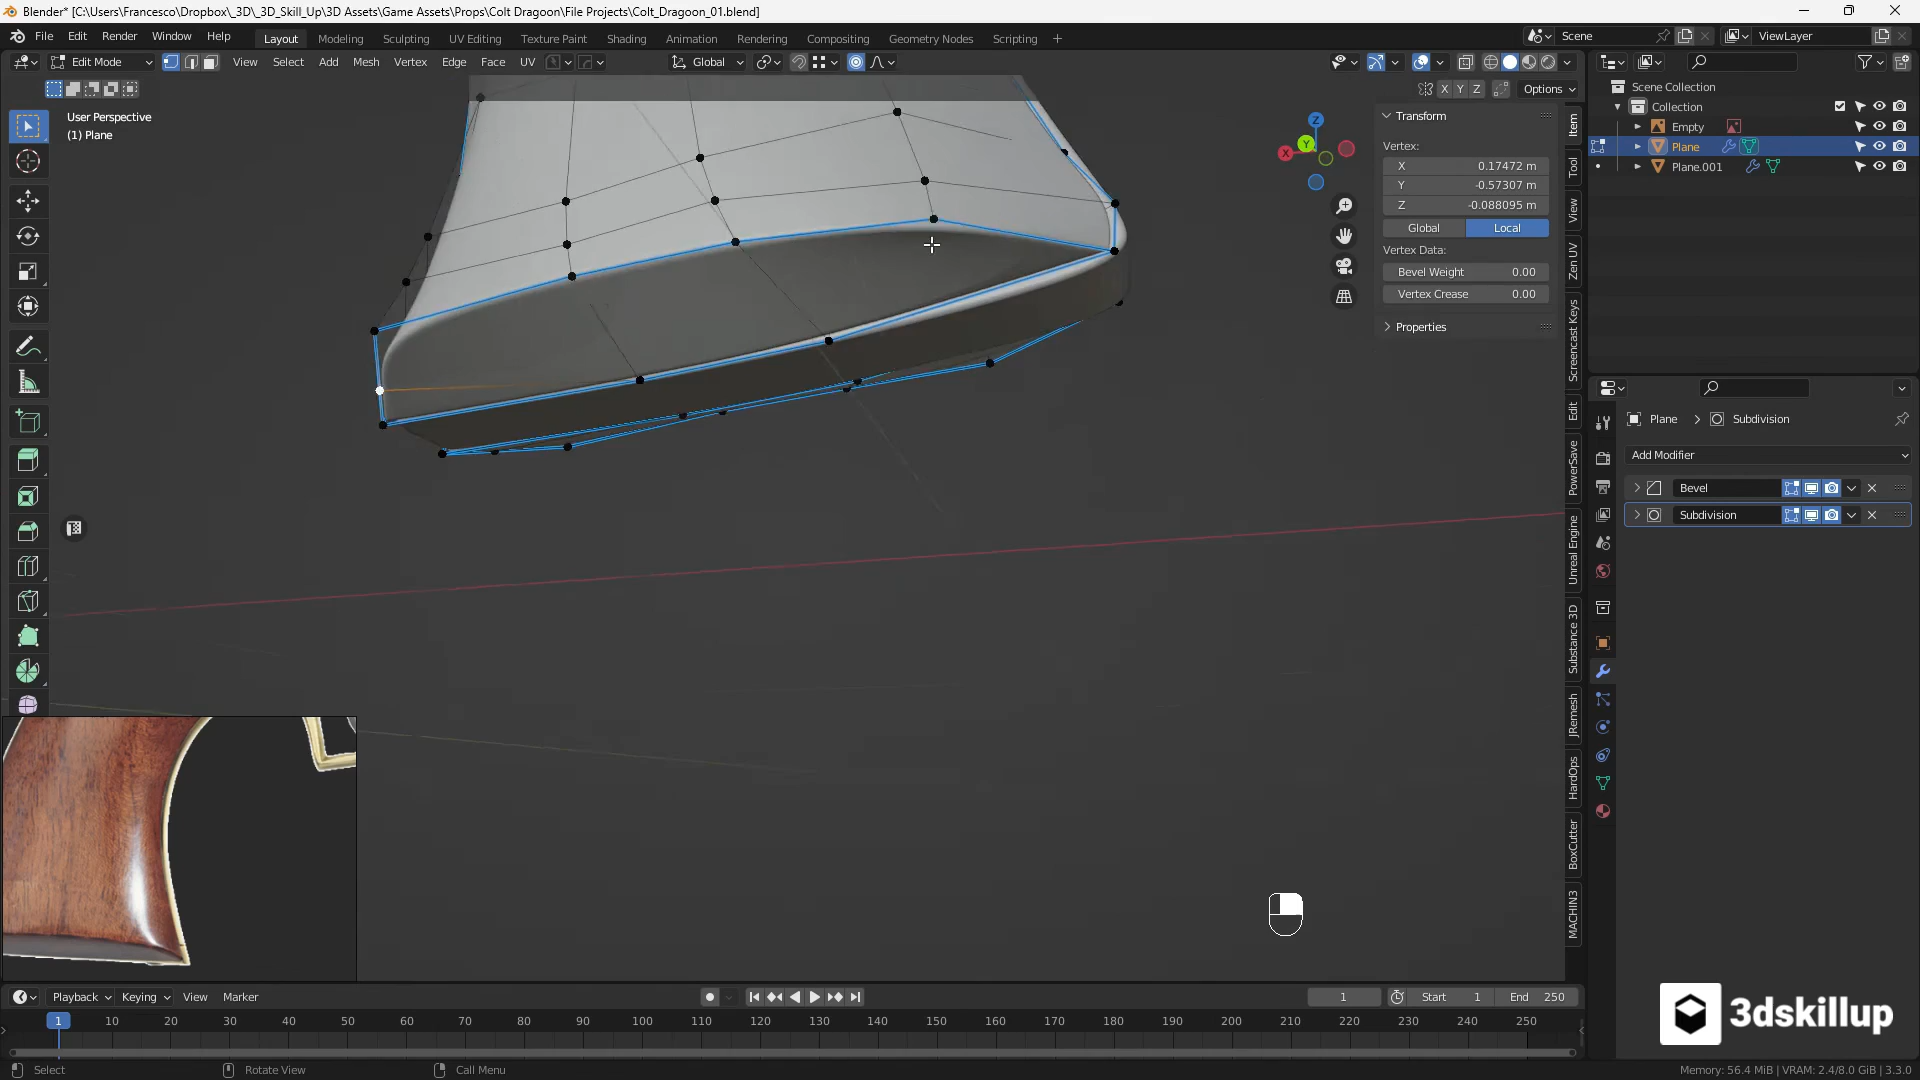 Blender* [C:\Users\Francesco\Dropbox\_3D\_3D_Skill_Up\3D Assets\Game Assets\Props\Colt Dragoon\File Projects\Colt_Dragoon_01.blend]
File Edit Render Window Help Layout Modeling Sculpting UV Editing Texture Paint Shading Animation Rendering Compositing Geometry Nodes Scripting + Scene ViewLayer
Edit Mode View Select Add Mesh Vertex Edge Face UV Global
X Y Z Options
User Perspective
(1) Plane
Z
Y
X
Transform
Vertex:
X 0.17472 m
Y -0.57307 m
Z -0.088095 m
Global Local
Vertex Data:
Bevel Weight 0.00
Vertex Crease 0.00
Properties
Item
Tool
View
Zen UV
Screencast Keys
Edit
PowerSave
Unreal Engine
Substance 3D
JRemesh
HardOps
BoxCutter
MACHIN3
Scene Collection
Collection
Empty
Plane
Plane.001
Plane > Subdivision
Add Modifier
Bevel
Subdivision
Playback Keying View Marker 1 Start 1 End 250
1 10 20 30 40 50 60 70 80 90 100 110 120 130 140 150 160 170 180 190 200 210 220 230 240 250
3dskillup
Select Rotate View Call Menu Memory: 56.4 MiB | VRAM: 2.4/8.0 GiB | 3.3.0